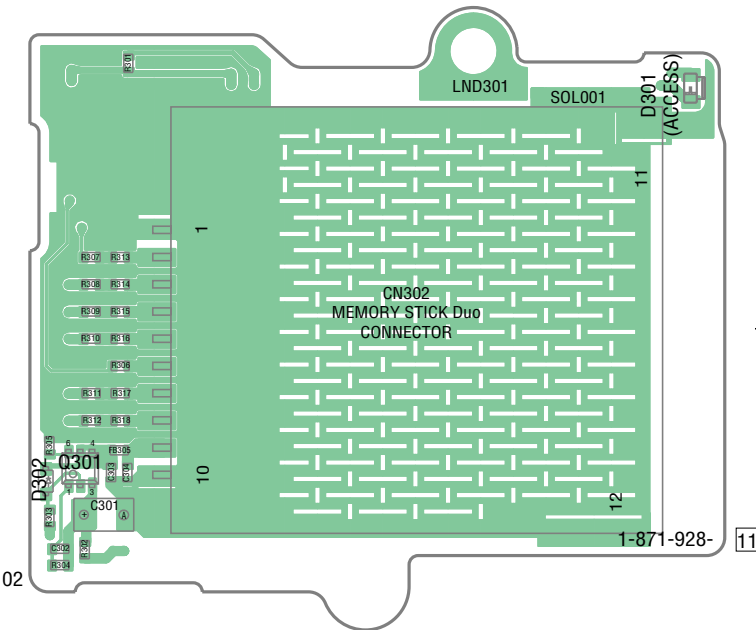 R301
LND301
SOL001
D301
(ACCESS)
11
1
R307 R313
R308 R314
R309 R315
R310 R316
R306
R311 R317
R312 R318
CN302
MEMORY STICK Duo
CONNECTOR
R305
6 4
FB305
Q301
D302
C303
C304
10
1 3
C301
R303
+ A
12
C302
R302
R304
1-871-928- 11
02